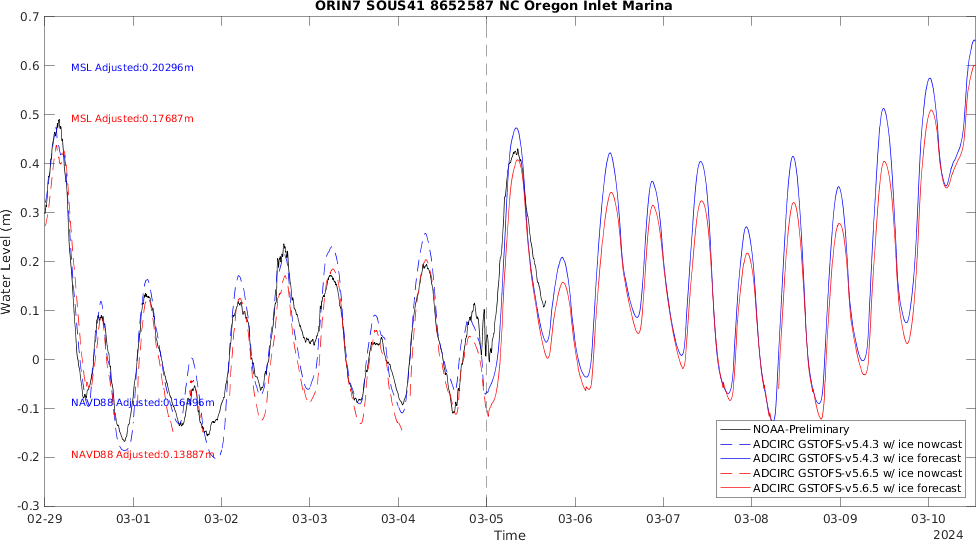 ORIN7 SOUS41 8652587 NC Oregon Inlet Marina
0.7
0.6
0.5
0.4
0.3
0.2
0.1
0
-0.1
-0.2
-0.3
Water Level (m)
MSL Adjusted:0.20296m
MSL Adjusted:0.17687m
NAVD88 Adjusted:0.16496m
NAVD88 Adjusted:0.13887m
NOAA-Preliminary
ADCIRC GSTOFS-v5.4.3 w/ ice nowcast
ADCIRC GSTOFS-v5.4.3 w/ ice forecast
ADCIRC GSTOFS-v5.6.5 w/ ice nowcast
ADCIRC GSTOFS-v5.6.5 w/ ice forecast
02-29 03-01 03-02 03-03 03-04 03-05 03-06 03-07 03-08 03-09 03-10
Time
2024